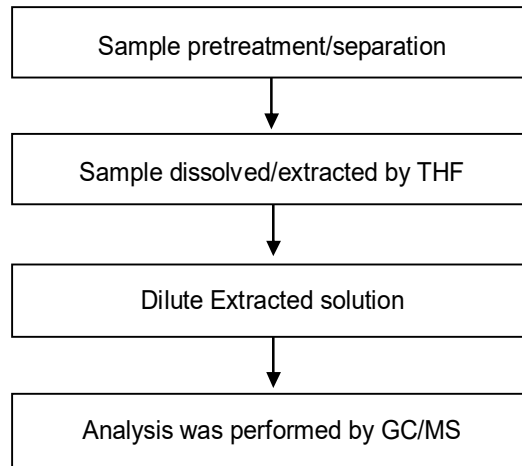 Sample pretreatment/separation
Sample dissolved/extracted by THF
Dilute Extracted solution
Analysis was performed by GC/MS